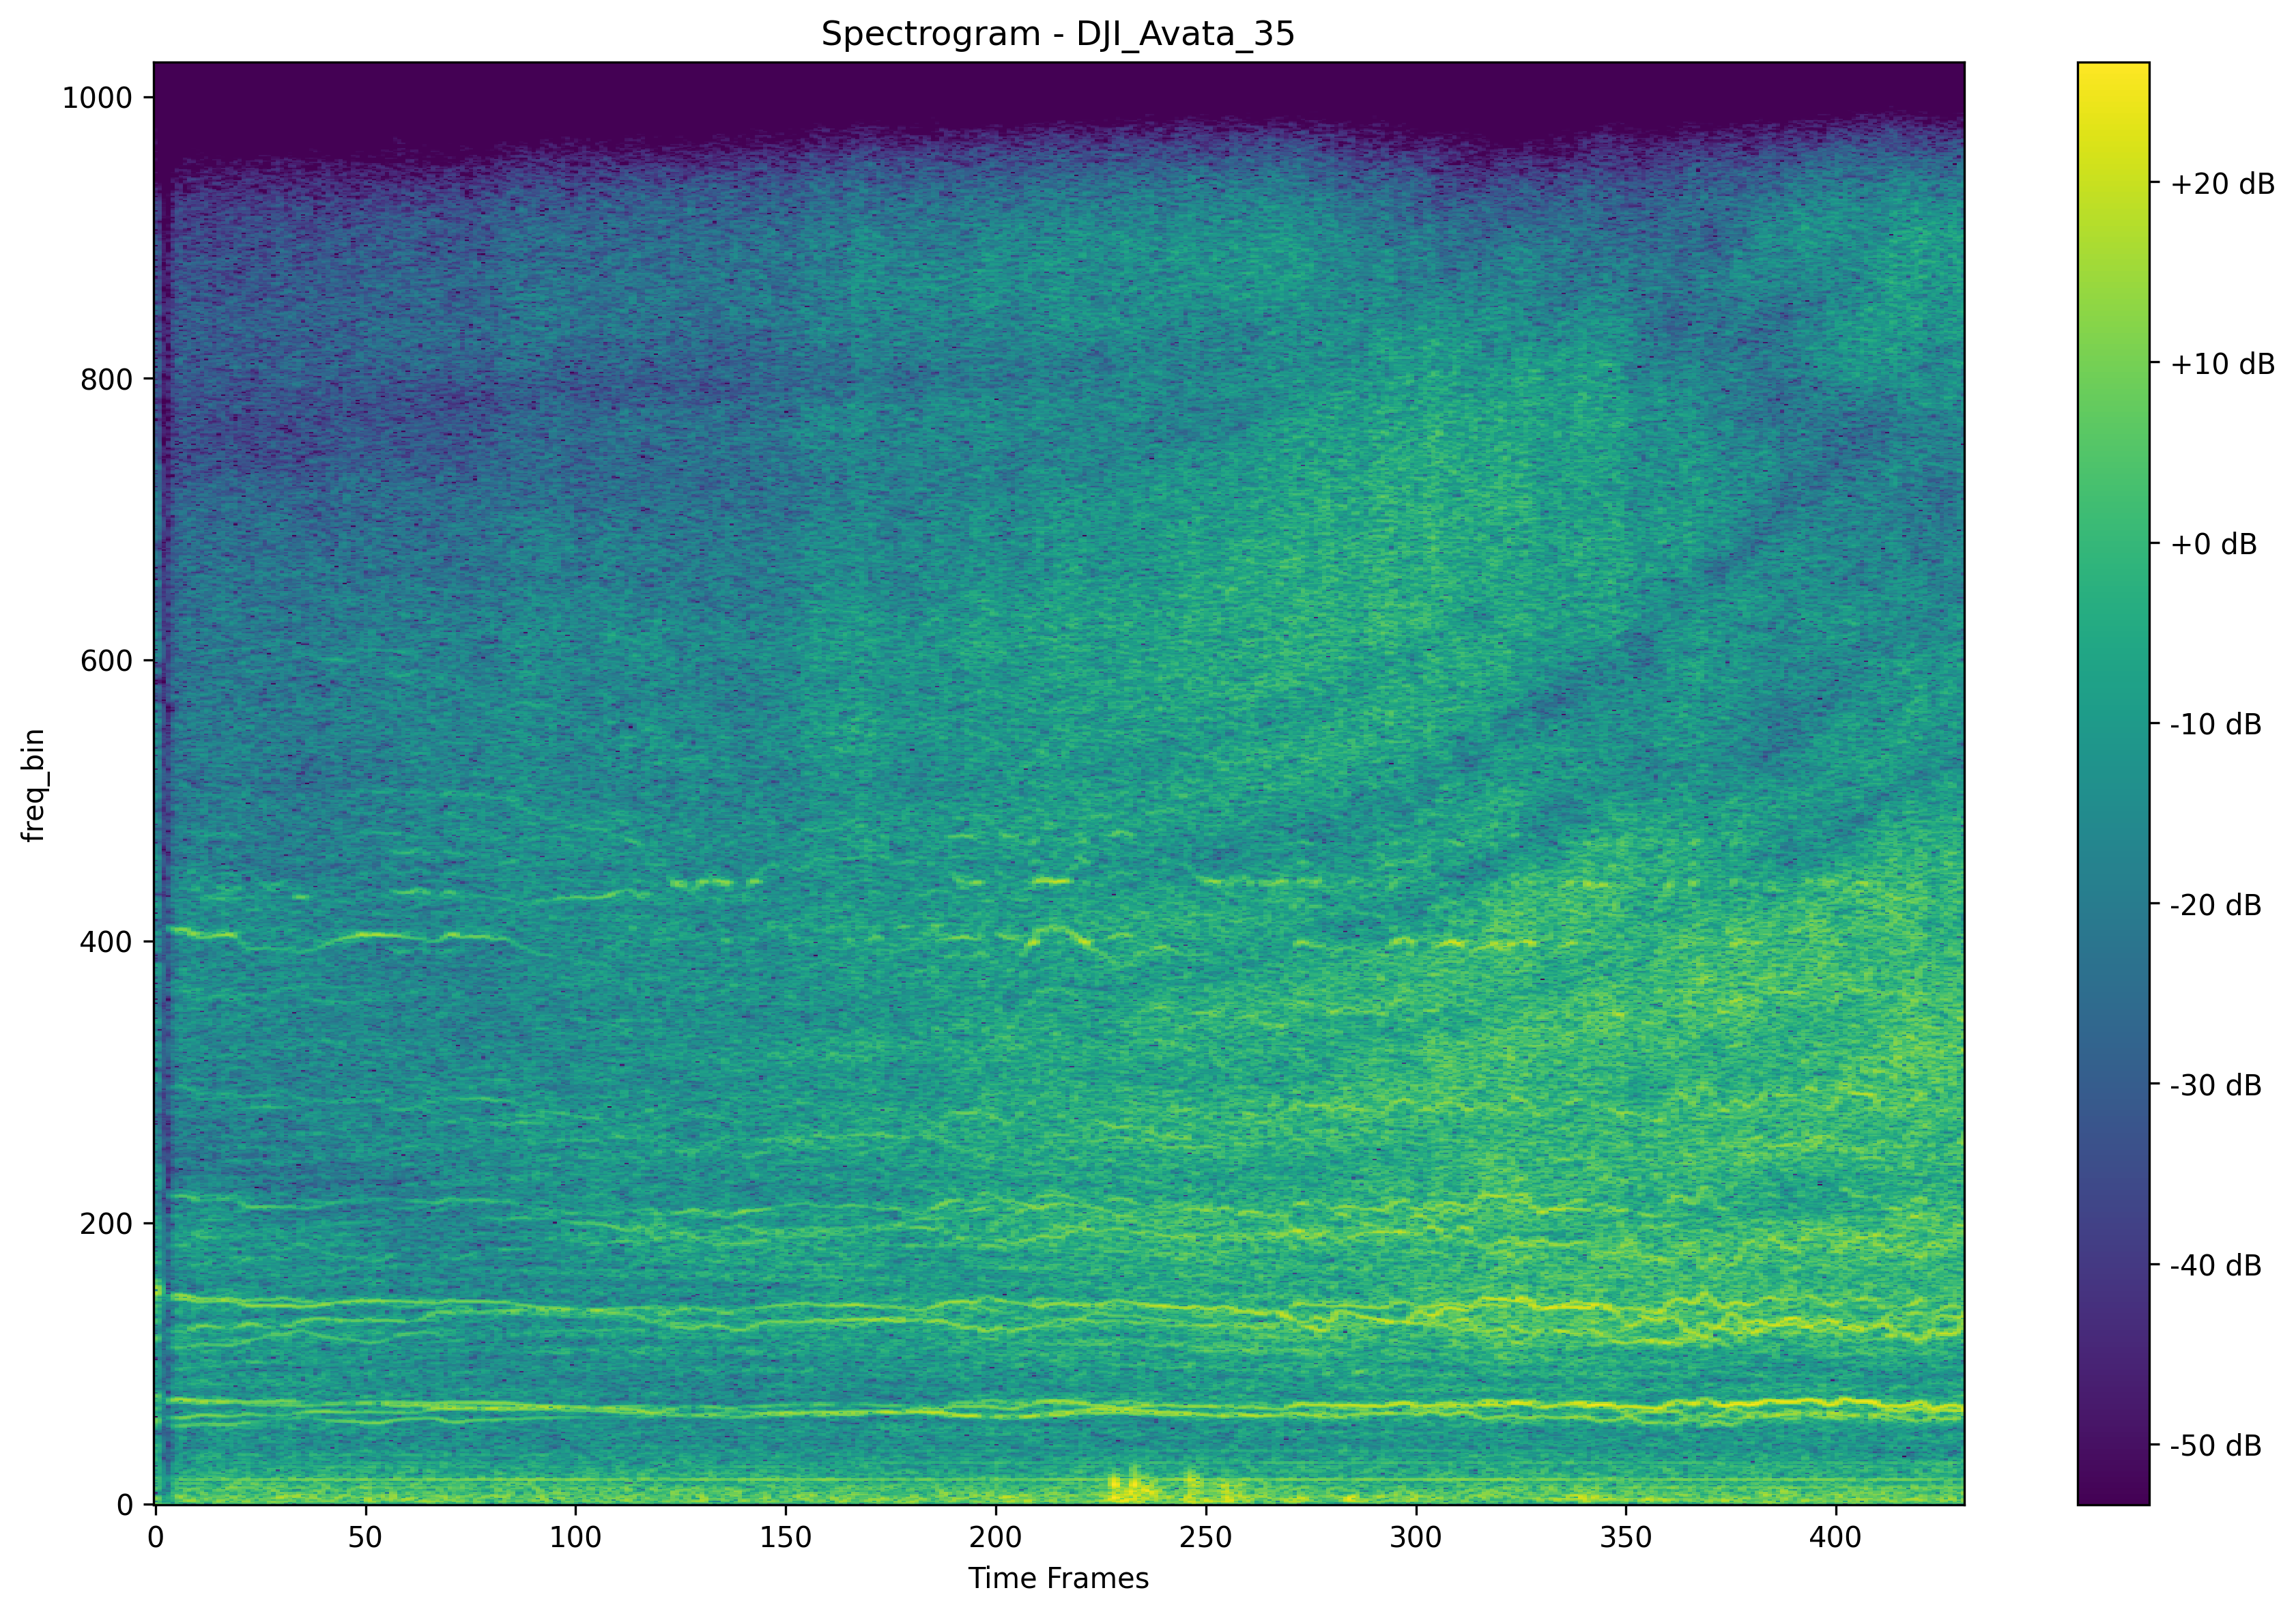 Spectrogram - DJI_Avata_35
1000
800
600
400
200
0
freq_bin
0 50 100 150 200 250 300 350 400
Time Frames
+20 dB
+10 dB
+0 dB
-10 dB
-20 dB
-30 dB
-40 dB
-50 dB